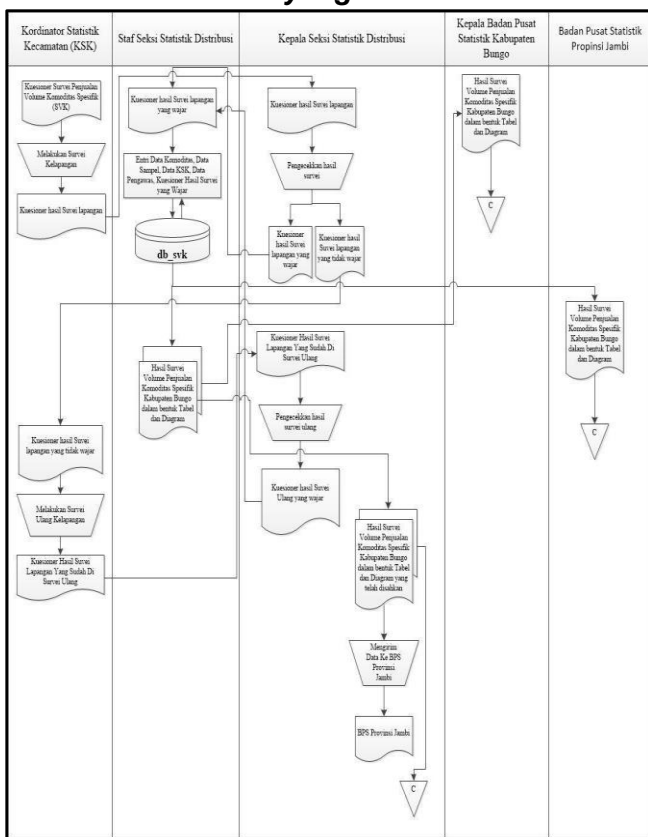 yang
Kordinator Statistik
Kecamatan (KSK)
Staf Seksi Statistik Distribusi
Kepala Seksi Statistik Distribusi
Kepala Badan Pusat
Statistik Kabupaten
Bungo
Badan Pusat Statistik
Propinsi Jambi
Kuesioner Survei Penjualan
Volume Komoditas Spesifik
(SVK)
Melakukan Survei
Kelapangan
Kuesioner hasil Survei lapangan
Kuesioner hasil Suvei
lapangan yang tidak wajar
Melakukan Survei
Ulang Kelapangan
Kuesioner Hasil Survei
Lapangan Yang Sudah Di
Survei Ulang
Kuesioner hasil Survei lapangan
yang wajar
Entri Data Komoditas, Data
Sampel, Data KSK, Data
Pengawas, Kuesioner Hasil Survei
yang Wajar
db_svk
Hasil Survei
Volume Penjualan
Komoditas Spesifik
Kabupaten Bungo
dalam bentuk Tabel
dan Diagram
Kuesioner hasil Survei lapangan
Pengecekkan hasil
survei
Kuesioner
hasil Survei
lapangan yang
wajar
Kuesioner hasil
Survei lapangan
yang tidak wajar
Kuesioner Hasil Survei
Lapangan Yang Sudah Di
Survei Ulang
Pengecekkan hasil
survei ulang
Kuesioner hasil Suvei
Ulang yang wajar
Hasil Survei
Volume Penjualan
Komoditas Spesifik
Kabupaten Bungo
dalam bentuk Tabel
dan Diagram yang
telah disahkan
Mengirim
Data Ke BPS
Provinsi
Jambi
BPS Provinsi Jambi
C
Hasil Survei
Volume Penjualan
Komoditas Spesifik
Kabupaten Bungo
dalam bentuk Tabel
dan Diagram
C
Hasil Survei
Volume Penjualan
Komoditas Spesifik
Kabupaten Bungo
dalam bentuk Tabel
dan Diagram
C